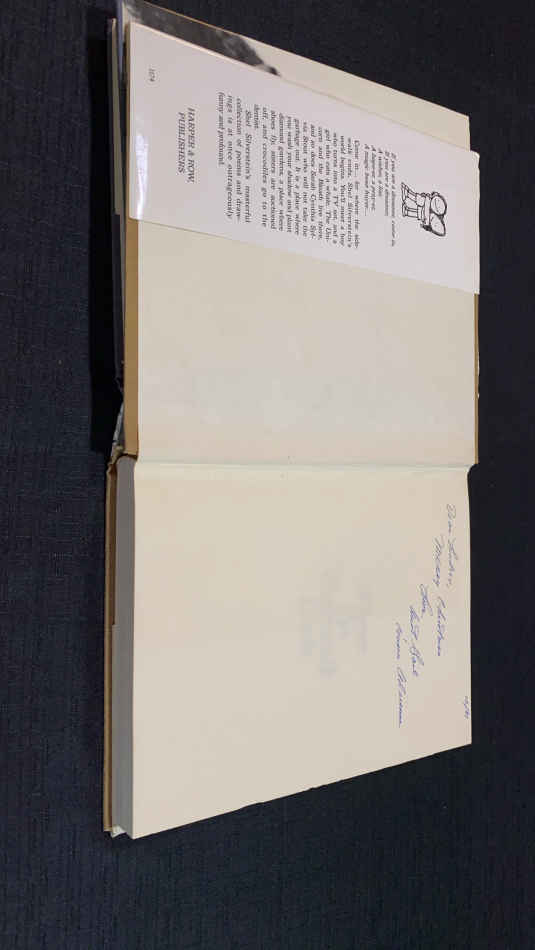 If you are a dreamer, come in,
If you are a dreamer,
A wisher, a liar,
A hope-er, a pray-er,
A magic bean buyer...
Come in . . for where the side-
walk ends, Shel Silverstein's
world begins. You'll meet a boy
who turns into a TV set, and a
girl who eats a whale. The Uni-
corn and the Bloath live there,
and so does Sarah Cynthia Syl-
via Stout who will not take the
garbage out. It is a place where
you wash your shadow and plant
diamond gardens, a place where
shoes fly, sisters are auctioned
off, and crocodiles go to the
dentist.
Shel Silverstein's masterful
collection of poems and draw-
ings is at once outrageously
funny and profound.
HARPER & ROW,
PUBLISHERS
1174
Dear
Merry Christmas
Love,
Aunt